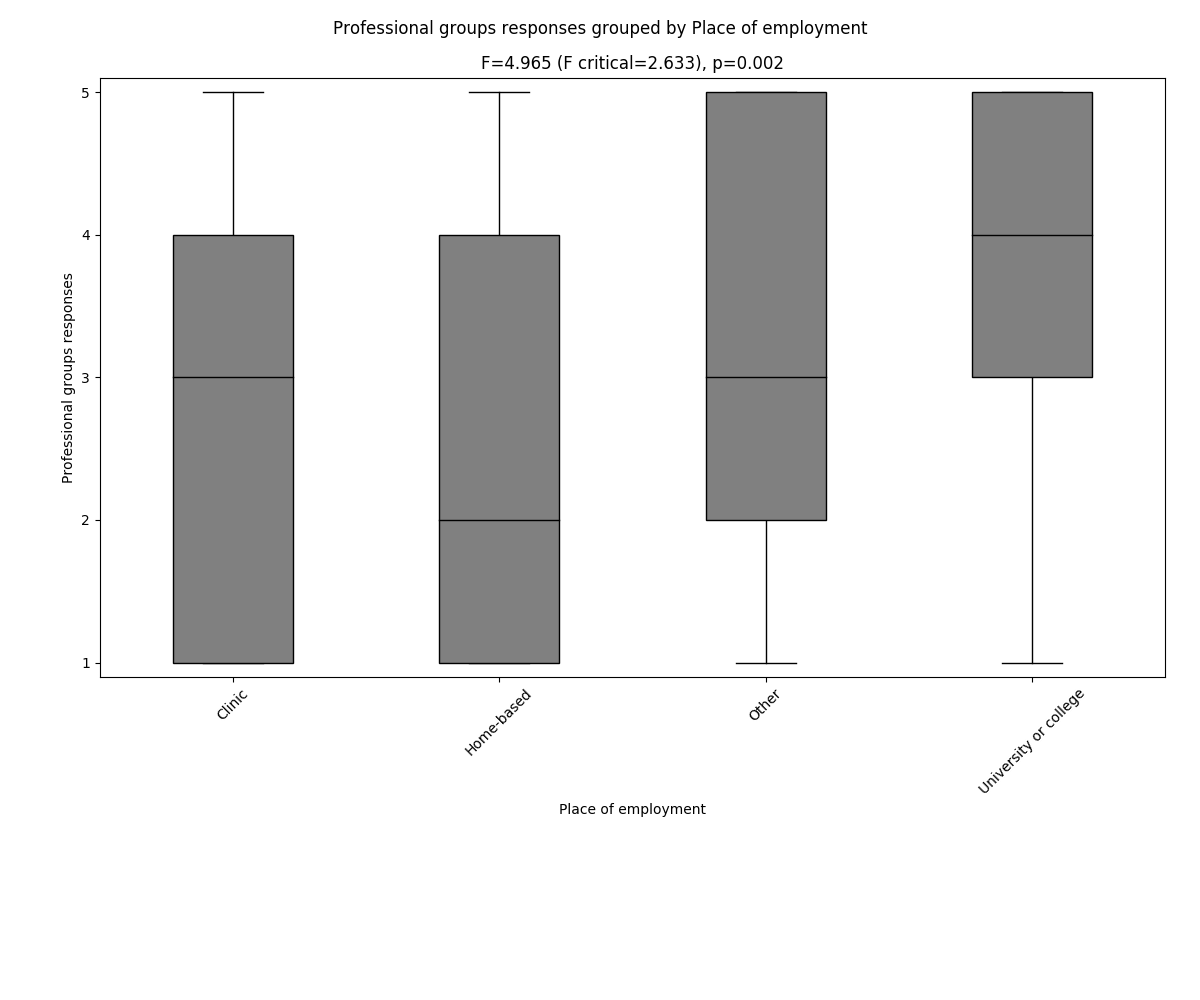 Professional groups responses grouped by Place of employment
F=4.965 (F critical=2.633), p=0.002
Professional groups responses
5
4
3
2
1
Clinic
Home-based
Other
University or college
Place of employment